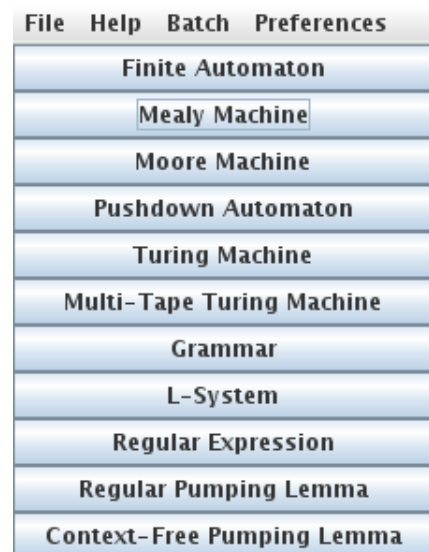 File Help Batch Preferences
Finite Automaton
Mealy Machine
Moore Machine
Pushdown Automaton
Turing Machine
Multi-Tape Turing Machine
Grammar
L-System
Regular Expression
Regular Pumping Lemma
Context-Free Pumping Lemma